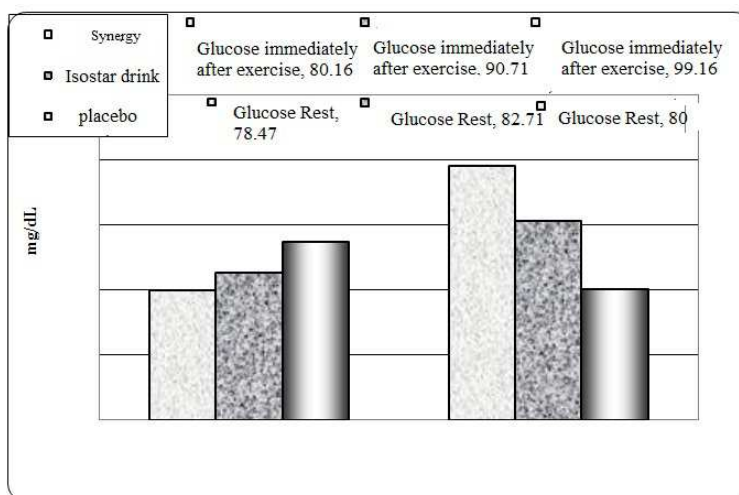 Synergy
Isostar drink
placebo
Glucose immediately
after exercise, 80.16
Glucose immediately
after exercise. 90.71
Glucose immediately
after exercise, 99.16
Glucose Rest,
78.47
Glucose Rest, 82.71
Glucose Rest, 80
mg/dL